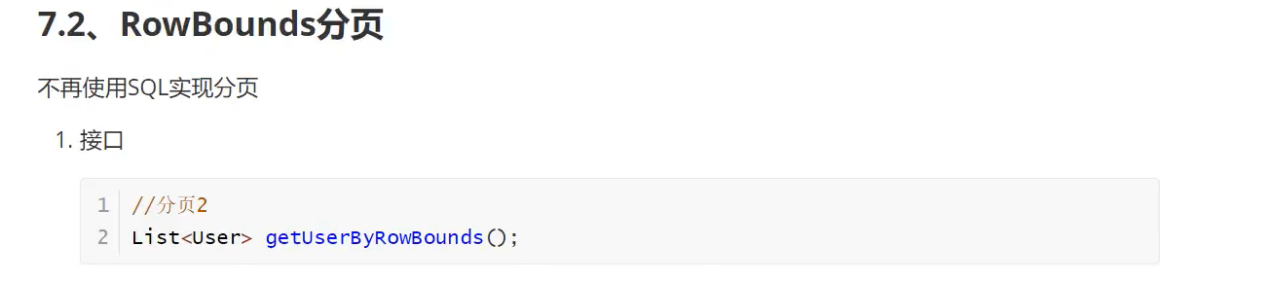 7.2、RowBounds分页
不再使用SQL实现分页
1. 接口
1 //分页2
2 List<User> getUserByRowBounds();